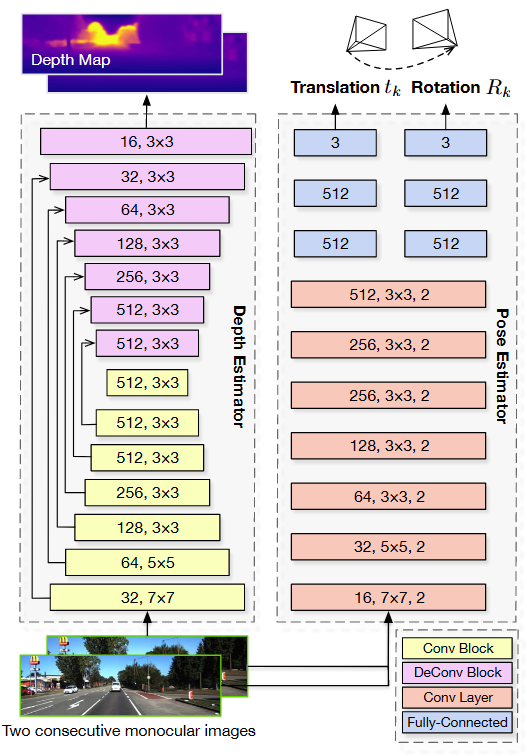 Depth Map
Translation t_k
Rotation R_k
16, 3×3
32, 3×3
64, 3×3
128, 3×3
256, 3×3
512, 3×3
512, 3×3
512, 3×3
512, 3×3
512, 3×3
256, 3×3
128, 3×3
64, 5×5
32, 7×7
Depth Estimator
3
3
512
512
512
512
512, 3×3, 2
256, 3×3, 2
256, 3×3, 2
128, 3×3, 2
64, 3×3, 2
32, 5×5, 2
16, 7×7, 2
Pose Estimator
Two consecutive monocular images
Conv Block
DeConv Block
Conv Layer
Fully-Connected